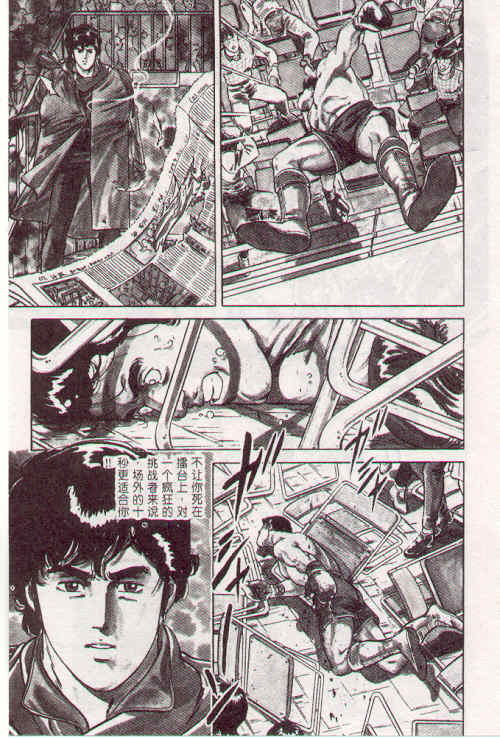 不让你死在
擂台上，对
一个疯狂的
挑战者来说
，场外的十
秒更适合你
!!